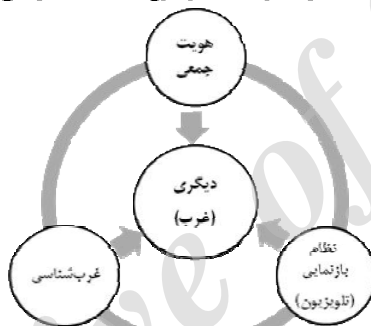 هویت
جمعی
دیگری
(غرب)
غرب‌شناسی
نظام
بازنمایی
(تلویزیون)